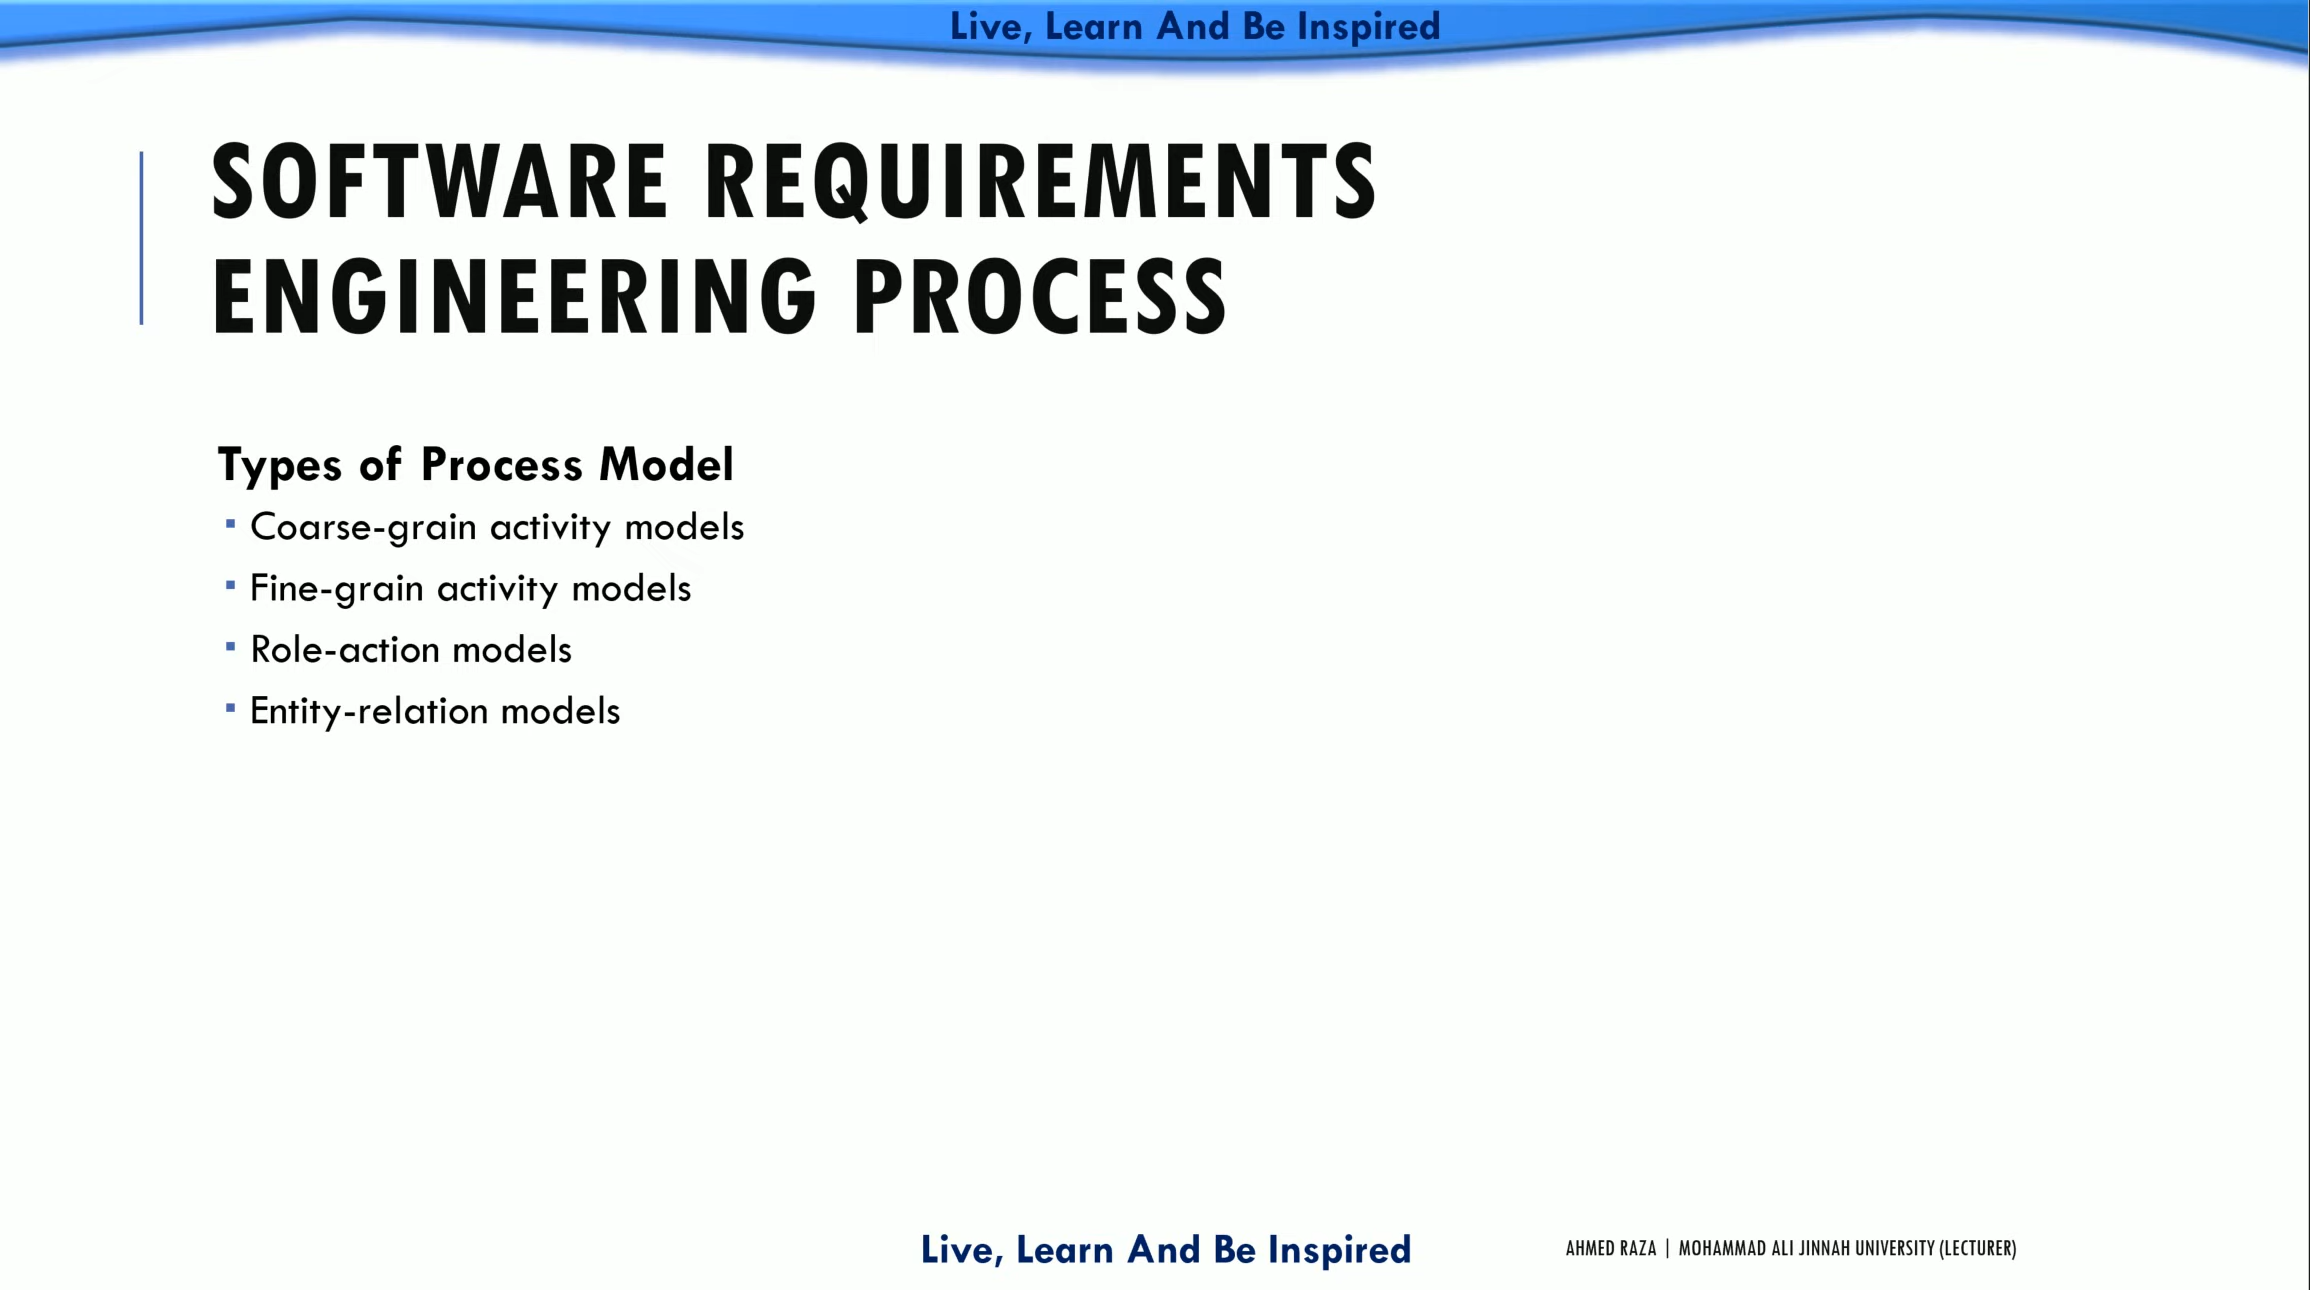 Live, Learn And Be Inspired
SOFTWARE REQUIREMENTS
ENGINEERING PROCESS
Types of Process Model
▪ Coarse-grain activity models
▪ Fine-grain activity models
▪ Role-action models
▪ Entity-relation models
Live, Learn And Be Inspired
AHMED RAZA | MOHAMMAD ALI JINNAH UNIVERSITY (LECTURER)